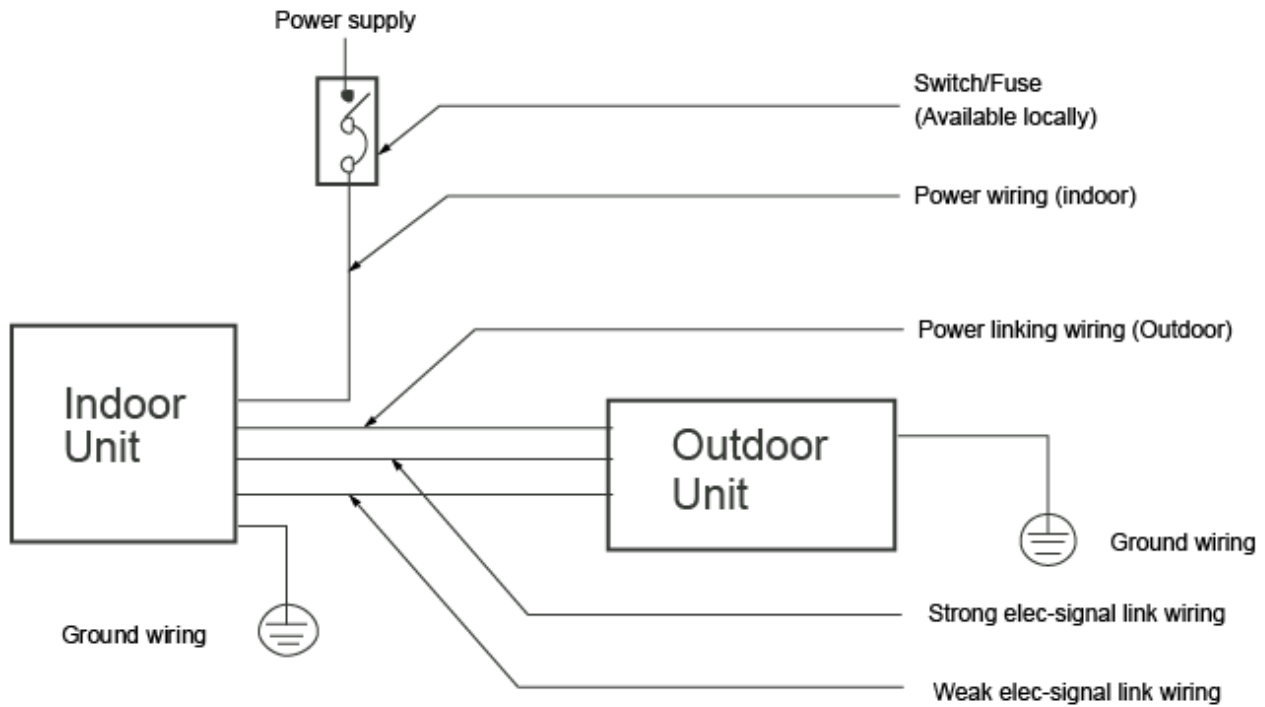 Power supply
Switch/Fuse
(Available locally)
Power wiring (indoor)
Power linking wiring (Outdoor)
Indoor
Unit
Outdoor
Unit
Ground wiring
Ground wiring
Strong elec-signal link wiring
Weak elec-signal link wiring